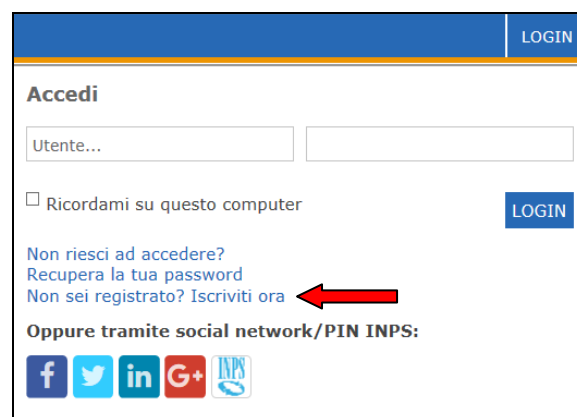 LOGIN
Accedi
Utente...
Ricordami su questo computer
LOGIN
Non riesci ad accedere?
Recupera la tua password
Non sei registrato? Iscriviti ora
Oppure tramite social network/PIN INPS:
f in G+ INPS